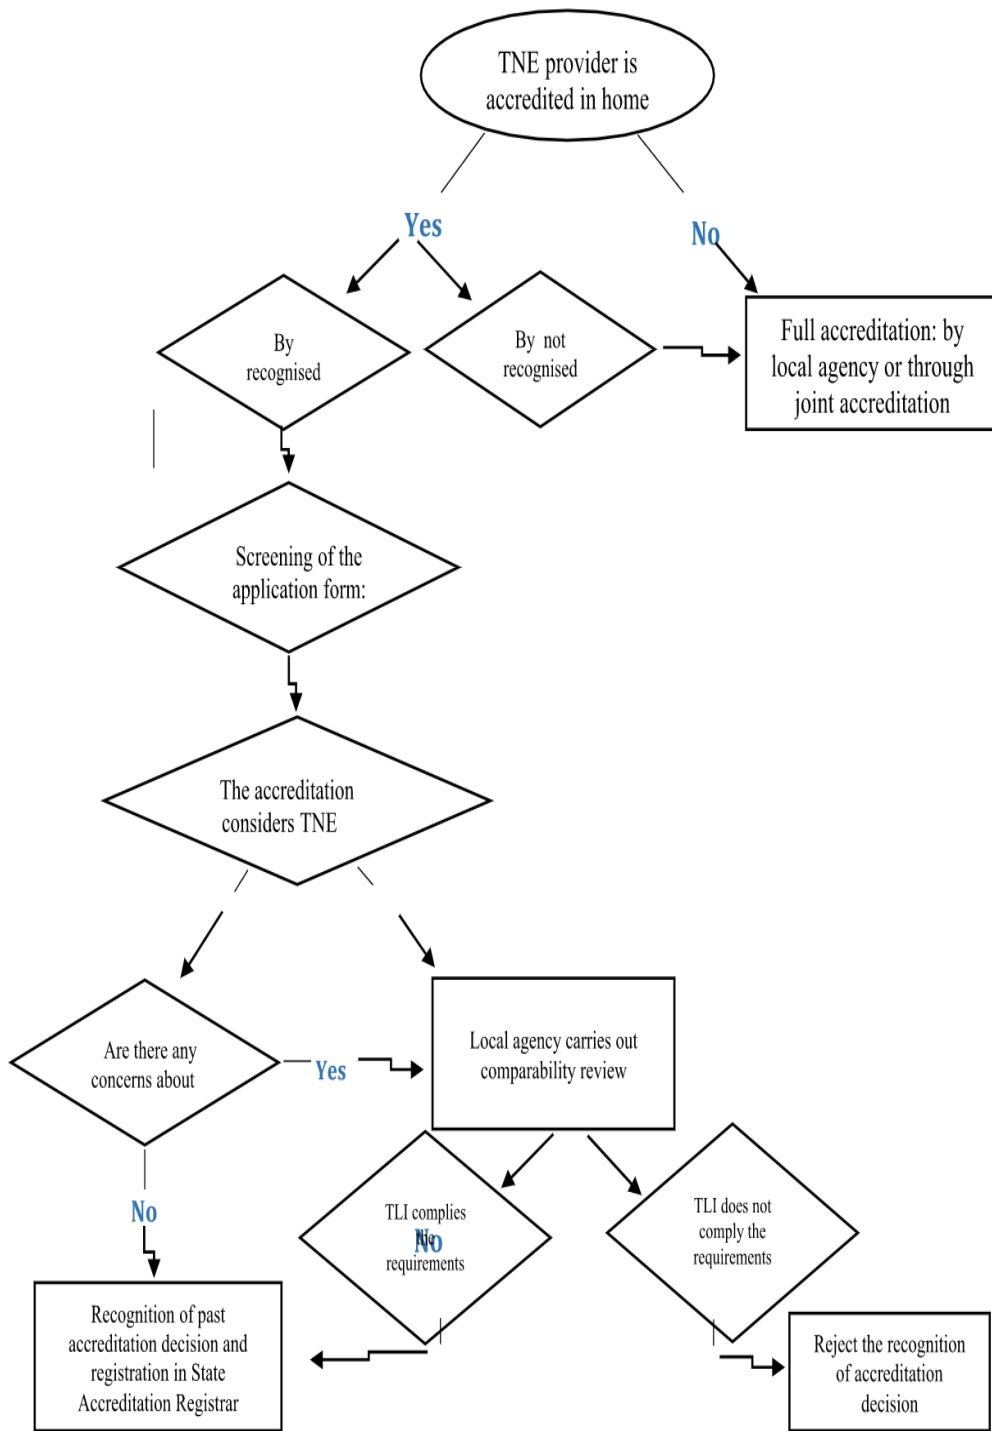 TNE provider is
accredited in home
Yes
No
By
recognised
By not
recognised
Full accreditation: by
local agency or through
joint accreditation
Screening of the
application form:
The accreditation
considers TNE
Are there any
concerns about
Yes
Local agency carries out
comparability review
No
TLI complies
the
No
requirements
TLI does not
comply the
requirements
Recognition of past
accreditation decision and
registration in State
Accreditation Registrar
Reject the recognition
of accreditation
decision